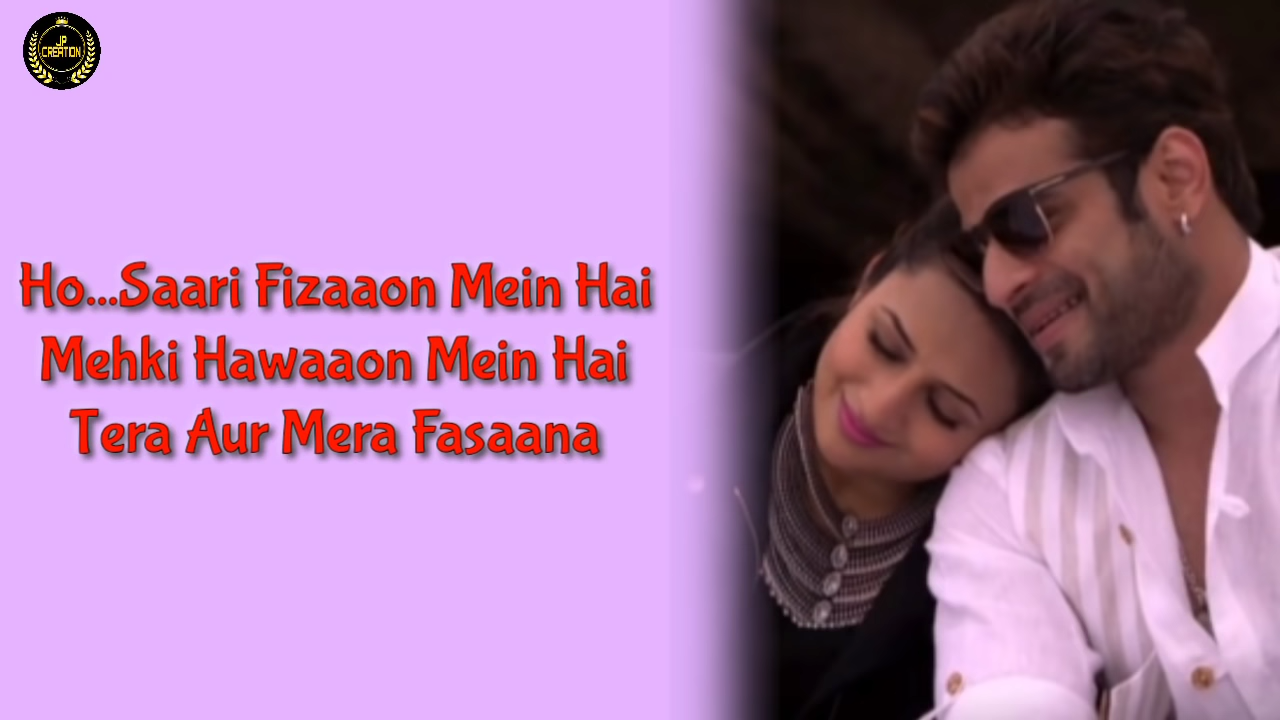 JP
CREATION
Ho...Saari Fizaaon Mein Hai
Mehki Hawaaon Mein Hai
Tera Aur Mera Fasaana